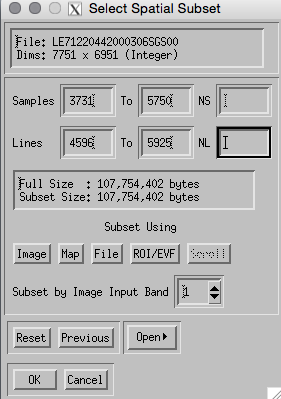 Select Spatial Subset
File: LE71220442000306SGS00
Dims: 7751 x 6951 (Integer)
Samples 3731 To 5750 NS
Lines 4596 To 5925 NL
Full Size : 107,754,402 bytes
Subset Size: 107,754,402 bytes
Subset Using
Image Map File ROI/EVF Scroll
Subset by Image Input Band 1
Reset Previous Open
OK Cancel